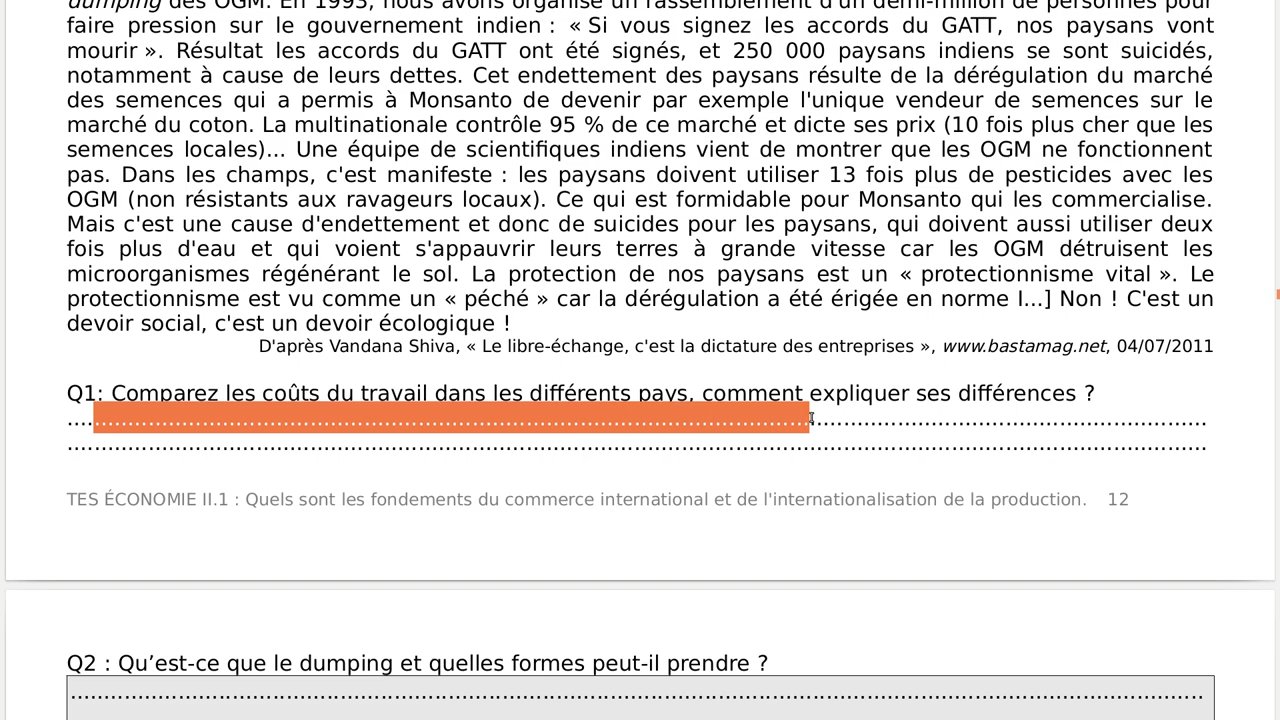 dumping des OGM. En 1993, nous avons organisé un rassemblement d'un demi-million de personnes pour
faire pression sur le gouvernement indien : « Si vous signez les accords du GATT, nos paysans vont
mourir ». Résultat les accords du GATT ont été signés, et 250 000 paysans indiens se sont suicidés,
notamment à cause de leurs dettes. Cet endettement des paysans résulte de la dérégulation du marché
des semences qui a permis à Monsanto de devenir par exemple l'unique vendeur de semences sur le
marché du coton. La multinationale contrôle 95 % de ce marché et dicte ses prix (10 fois plus cher que les
semences locales)... Une équipe de scientifiques indiens vient de montrer que les OGM ne fonctionnent
pas. Dans les champs, c'est manifeste : les paysans doivent utiliser 13 fois plus de pesticides avec les
OGM (non résistants aux ravageurs locaux). Ce qui est formidable pour Monsanto qui les commercialise.
Mais c'est une cause d'endettement et donc de suicides pour les paysans, qui doivent aussi utiliser deux
fois plus d'eau et qui voient s'appauvrir leurs terres à grande vitesse car les OGM détruisent les
microorganismes régénérant le sol. La protection de nos paysans est un « protectionnisme vital ». Le
protectionnisme est vu comme un « péché » car la dérégulation a été érigée en norme I...] Non ! C'est un
devoir social, c'est un devoir écologique !
D'après Vandana Shiva, « Le libre-échange, c'est la dictature des entreprises », www.bastamag.net, 04/07/2011
Q1: Comparez les coûts du travail dans les différents pays, comment expliquer ses différences ?
TES ÉCONOMIE II.1 : Quels sont les fondements du commerce international et de l'internationalisation de la production. 12
Q2 : Qu’est-ce que le dumping et quelles formes peut-il prendre ?